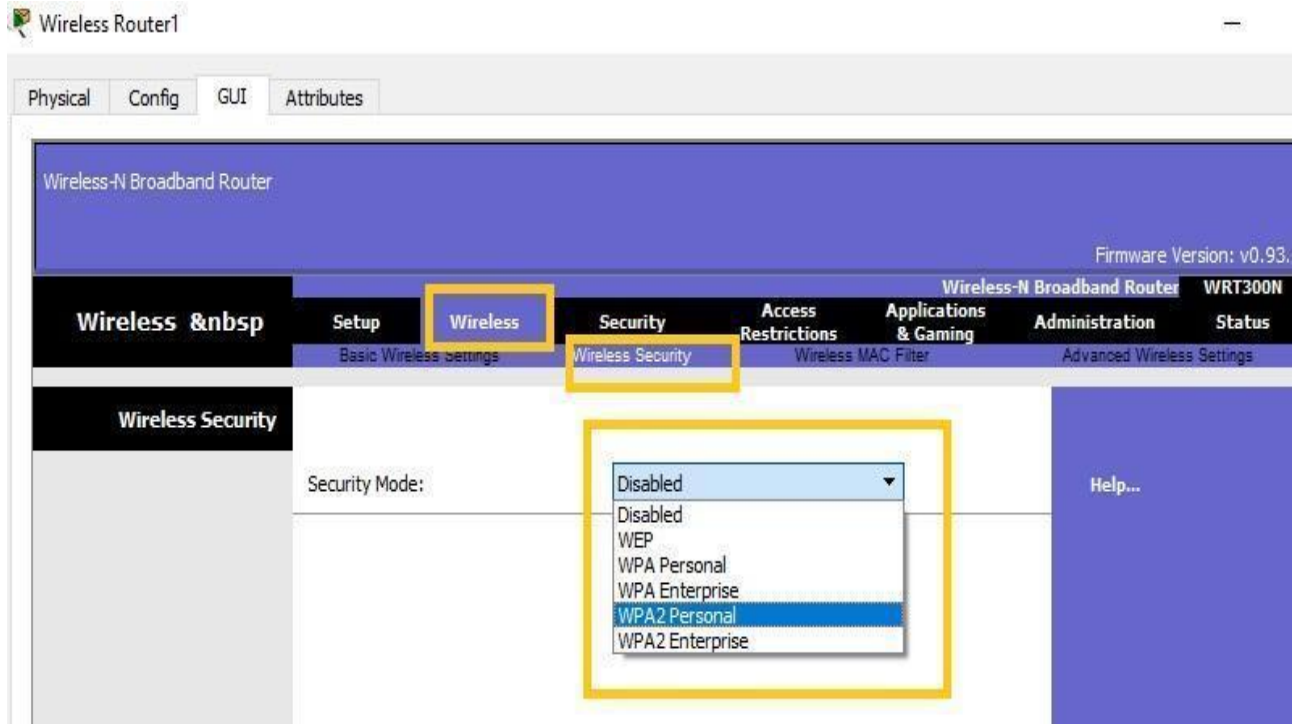 Wireless Router1
Physical Config GUI Attributes
Wireless-N Broadband Router
Firmware Version: v0.93.
Wireless-N Broadband Router WRT300N
Wireless &nbsp
Setup Wireless Security Access Restrictions Applications & Gaming Administration Status
Basic Wireless Settings Wireless Security Wireless MAC Filter Advanced Wireless Settings
Wireless Security
Security Mode: Disabled
Help...
Disabled
WEP
WPA Personal
WPA Enterprise
WPA2 Personal
WPA2 Enterprise